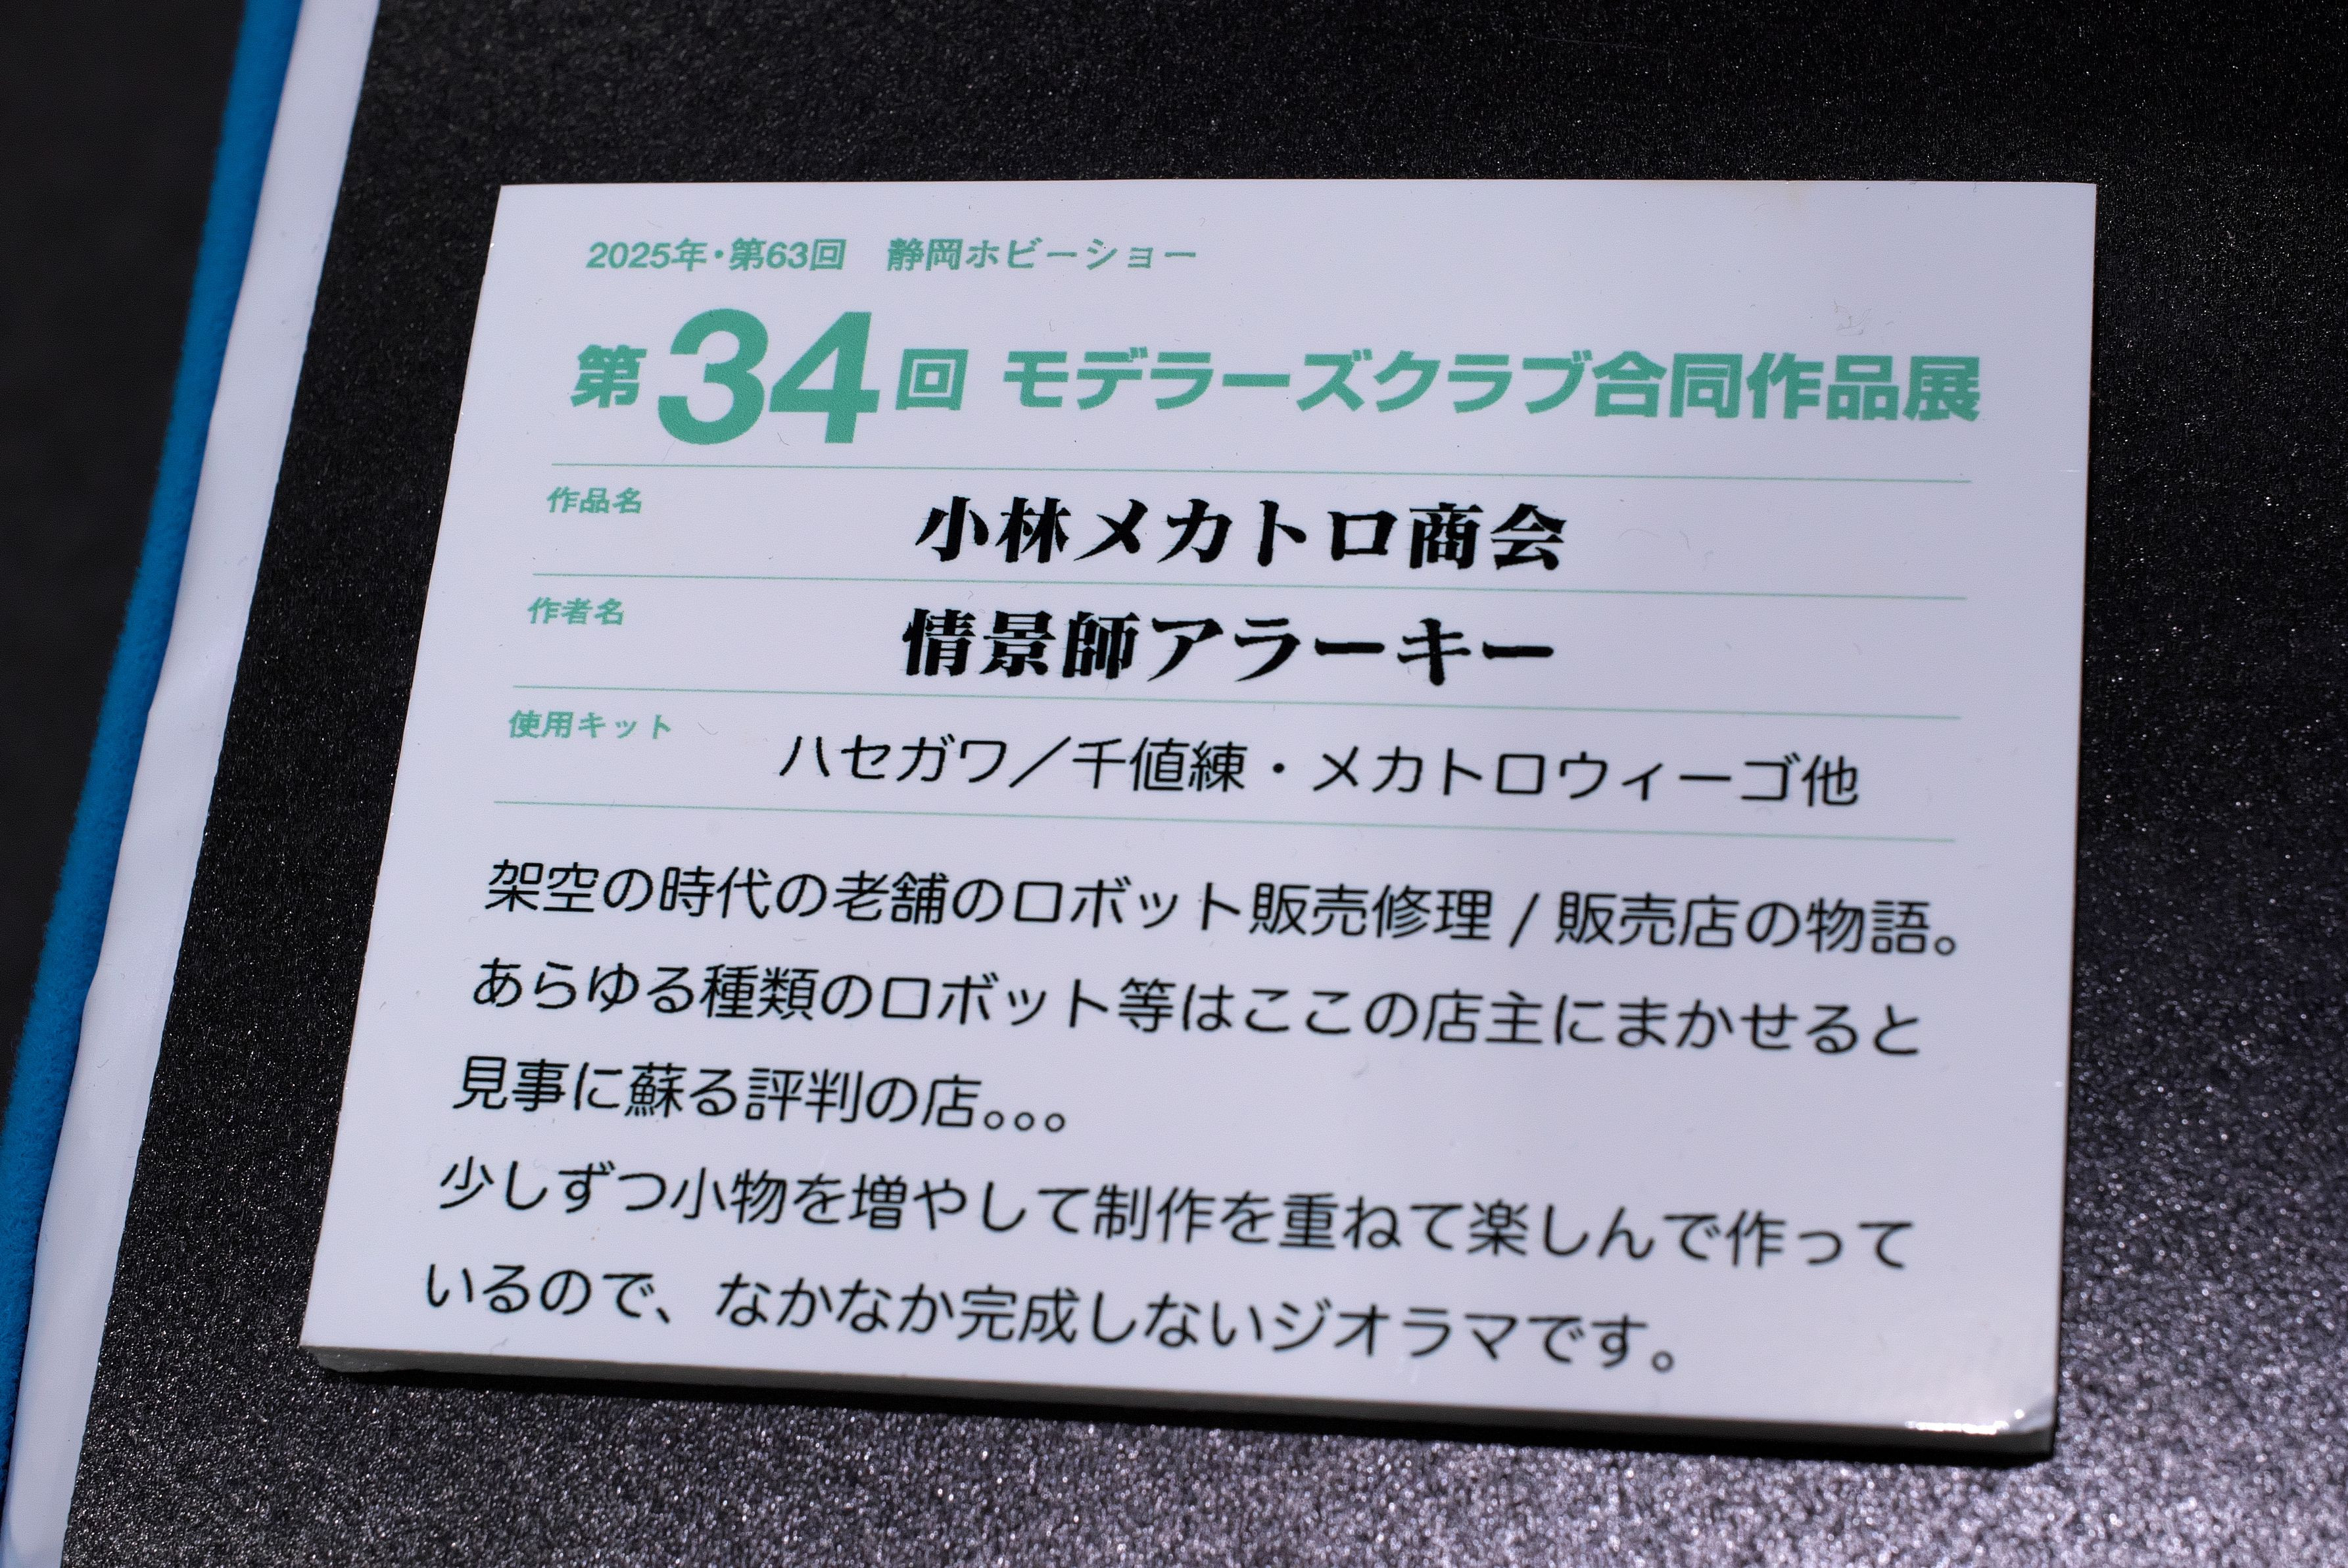 2025年・第63回　静岡ホビーショー
第34回 モデラーズクラブ合同作品展
作品名 小林メカトロ商会
作者名 情景師アラーキー
使用キット ハセガワ／千値練・メカトロウィーゴ他
架空の時代の老舗のロボット販売修理 / 販売店の物語。
あらゆる種類のロボット等はここの店主にまかせると
見事に蘇る評判の店。。。
少しずつ小物を増やして制作を重ねて楽しんで作って
いるので、なかなか完成しないジオラマです。